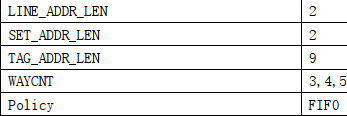 LINE_ADDR_LEN 2
SET_ADDR_LEN 2
TAG_ADDR_LEN 9
WAYCNT 3,4,5
Policy FIFO